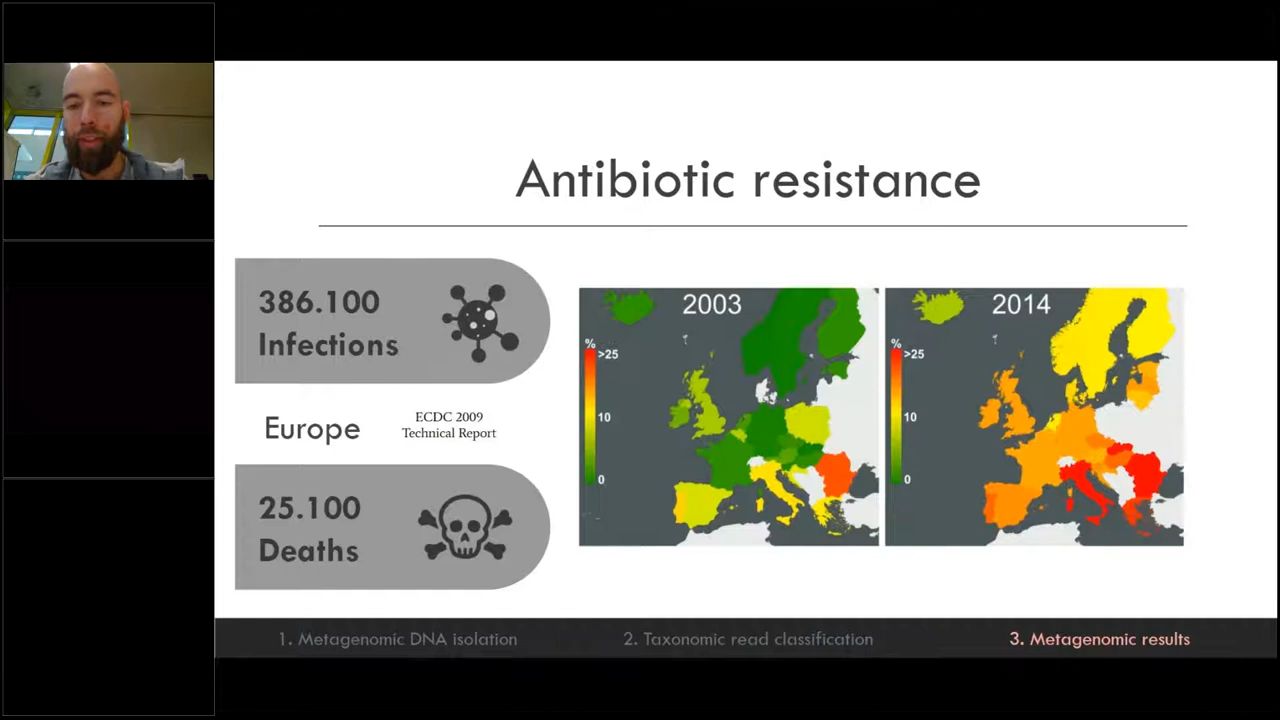 Antibiotic resistance
386.100
Infections
Europe
ECDC 2009
Technical Report
25.100
Deaths
2003
%
>25
10
0
2014
%
>25
10
0
1. Metagenomic DNA isolation
2. Taxonomic read classification
3. Metagenomic results